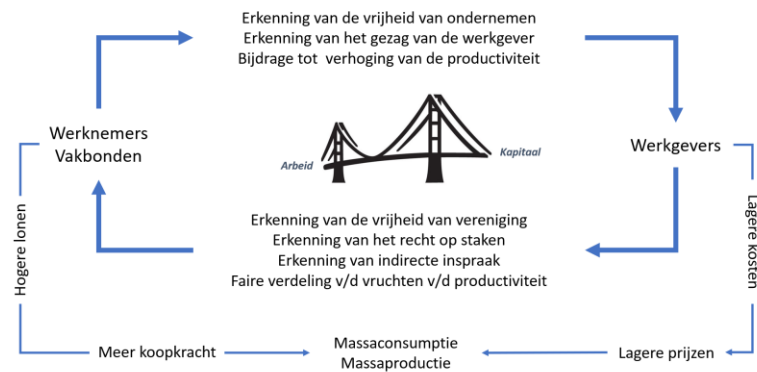 Erkenning van de vrijheid van ondernemen
Erkenning van het gezag van de werkgever
Bijdrage tot verhoging van de productiviteit
Werknemers
Vakbonden
Arbeid
Kapitaal
Werkgevers
Erkenning van de vrijheid van vereniging
Erkenning van het recht op staken
Erkenning van indirecte inspraak
Faire verdeling v/d vruchten v/d productiviteit
Hogere lonen
Lagere kosten
Meer koopkracht
Massaconsumptie
Massaproductie
Lagere prijzen